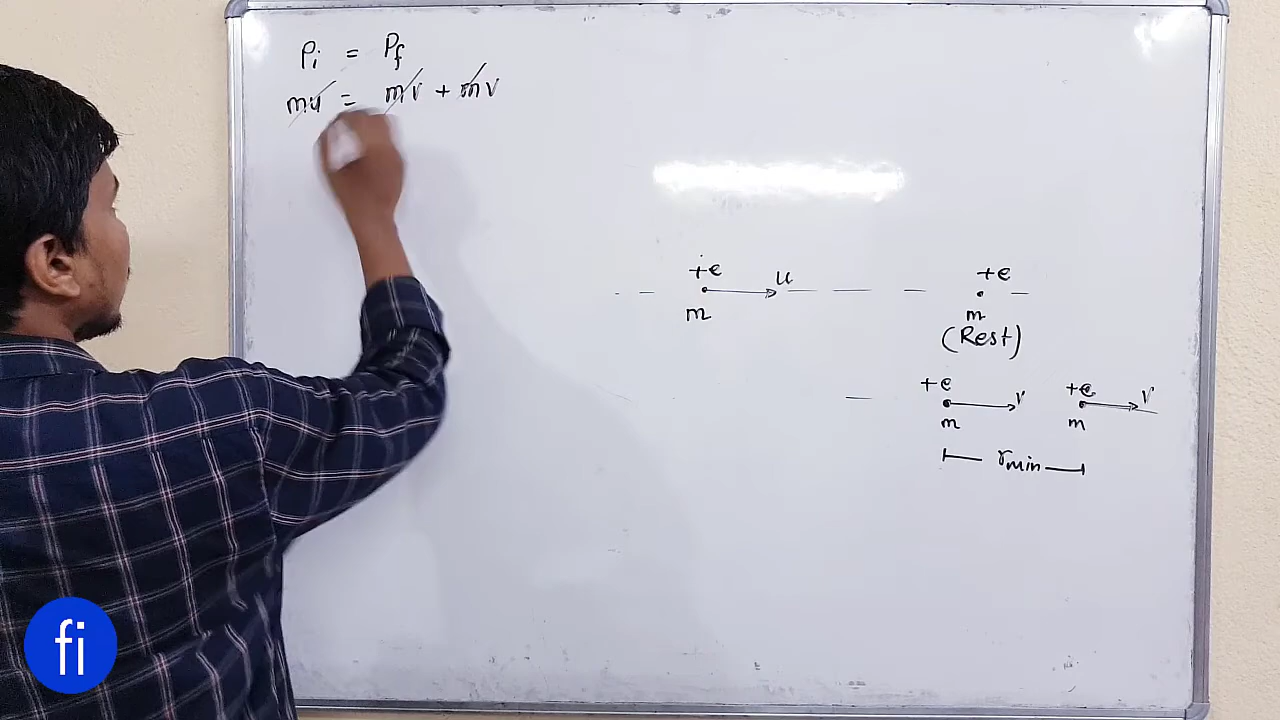 Pi = Pf
mu = mv + mv
+e u +e
m m
(Rest)
+e v +e v
m m
rmin
fi